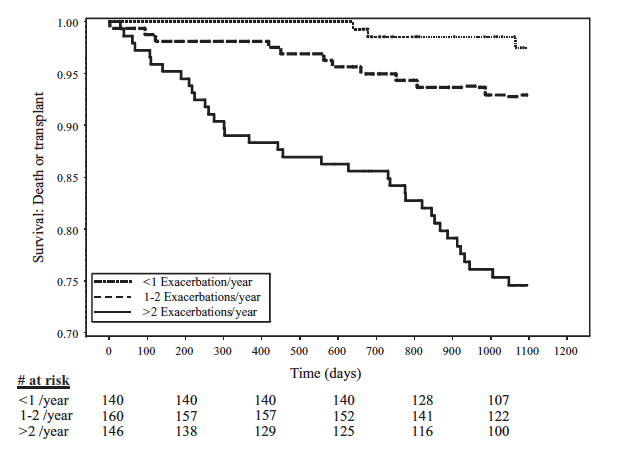 Survival: Death or transplant
1.00
0.95
0.90
0.85
0.80
0.75
0.70
<1 Exacerbation/year
1-2 Exacerbations/year
>2 Exacerbations/year
0 100 200 300 400 500 600 700 800 900 1000 1100 1200
Time (days)
# at risk
<1 /year 140 140 140 140 128 107
1-2 /year 160 157 157 152 141 122
>2 /year 146 138 129 125 116 100